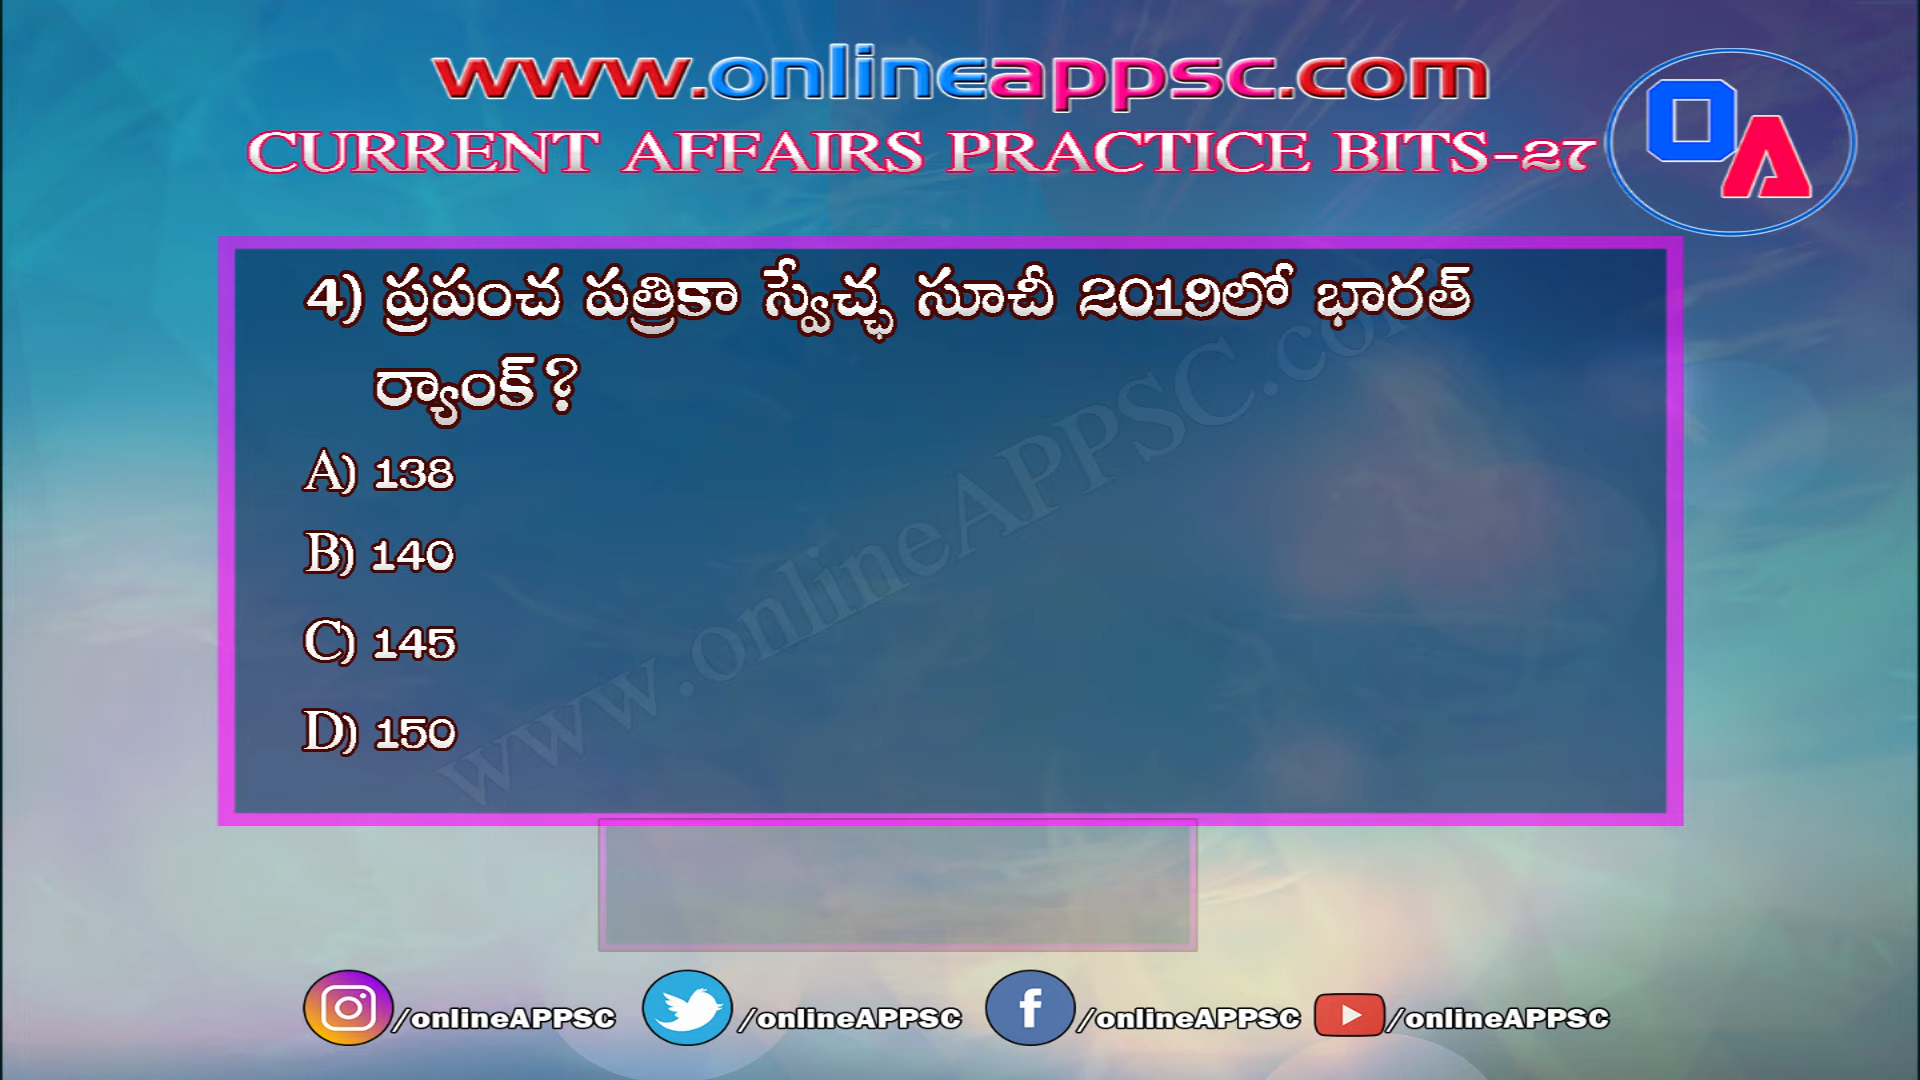 www.onlineappsc.com
CURRENT AFFAIRS PRACTICE BITS-27
OA
4) ప్రపంచ పత్రికా స్వేచ్ఛ సూచీ 2019లో భారత్
ర్యాంక్?
A) 138
B) 140
C) 145
D) 150
www.onlineAPPSC.com
/onlineAPPSC /onlineAPPSC /onlineAPPSC /onlineAPPSC